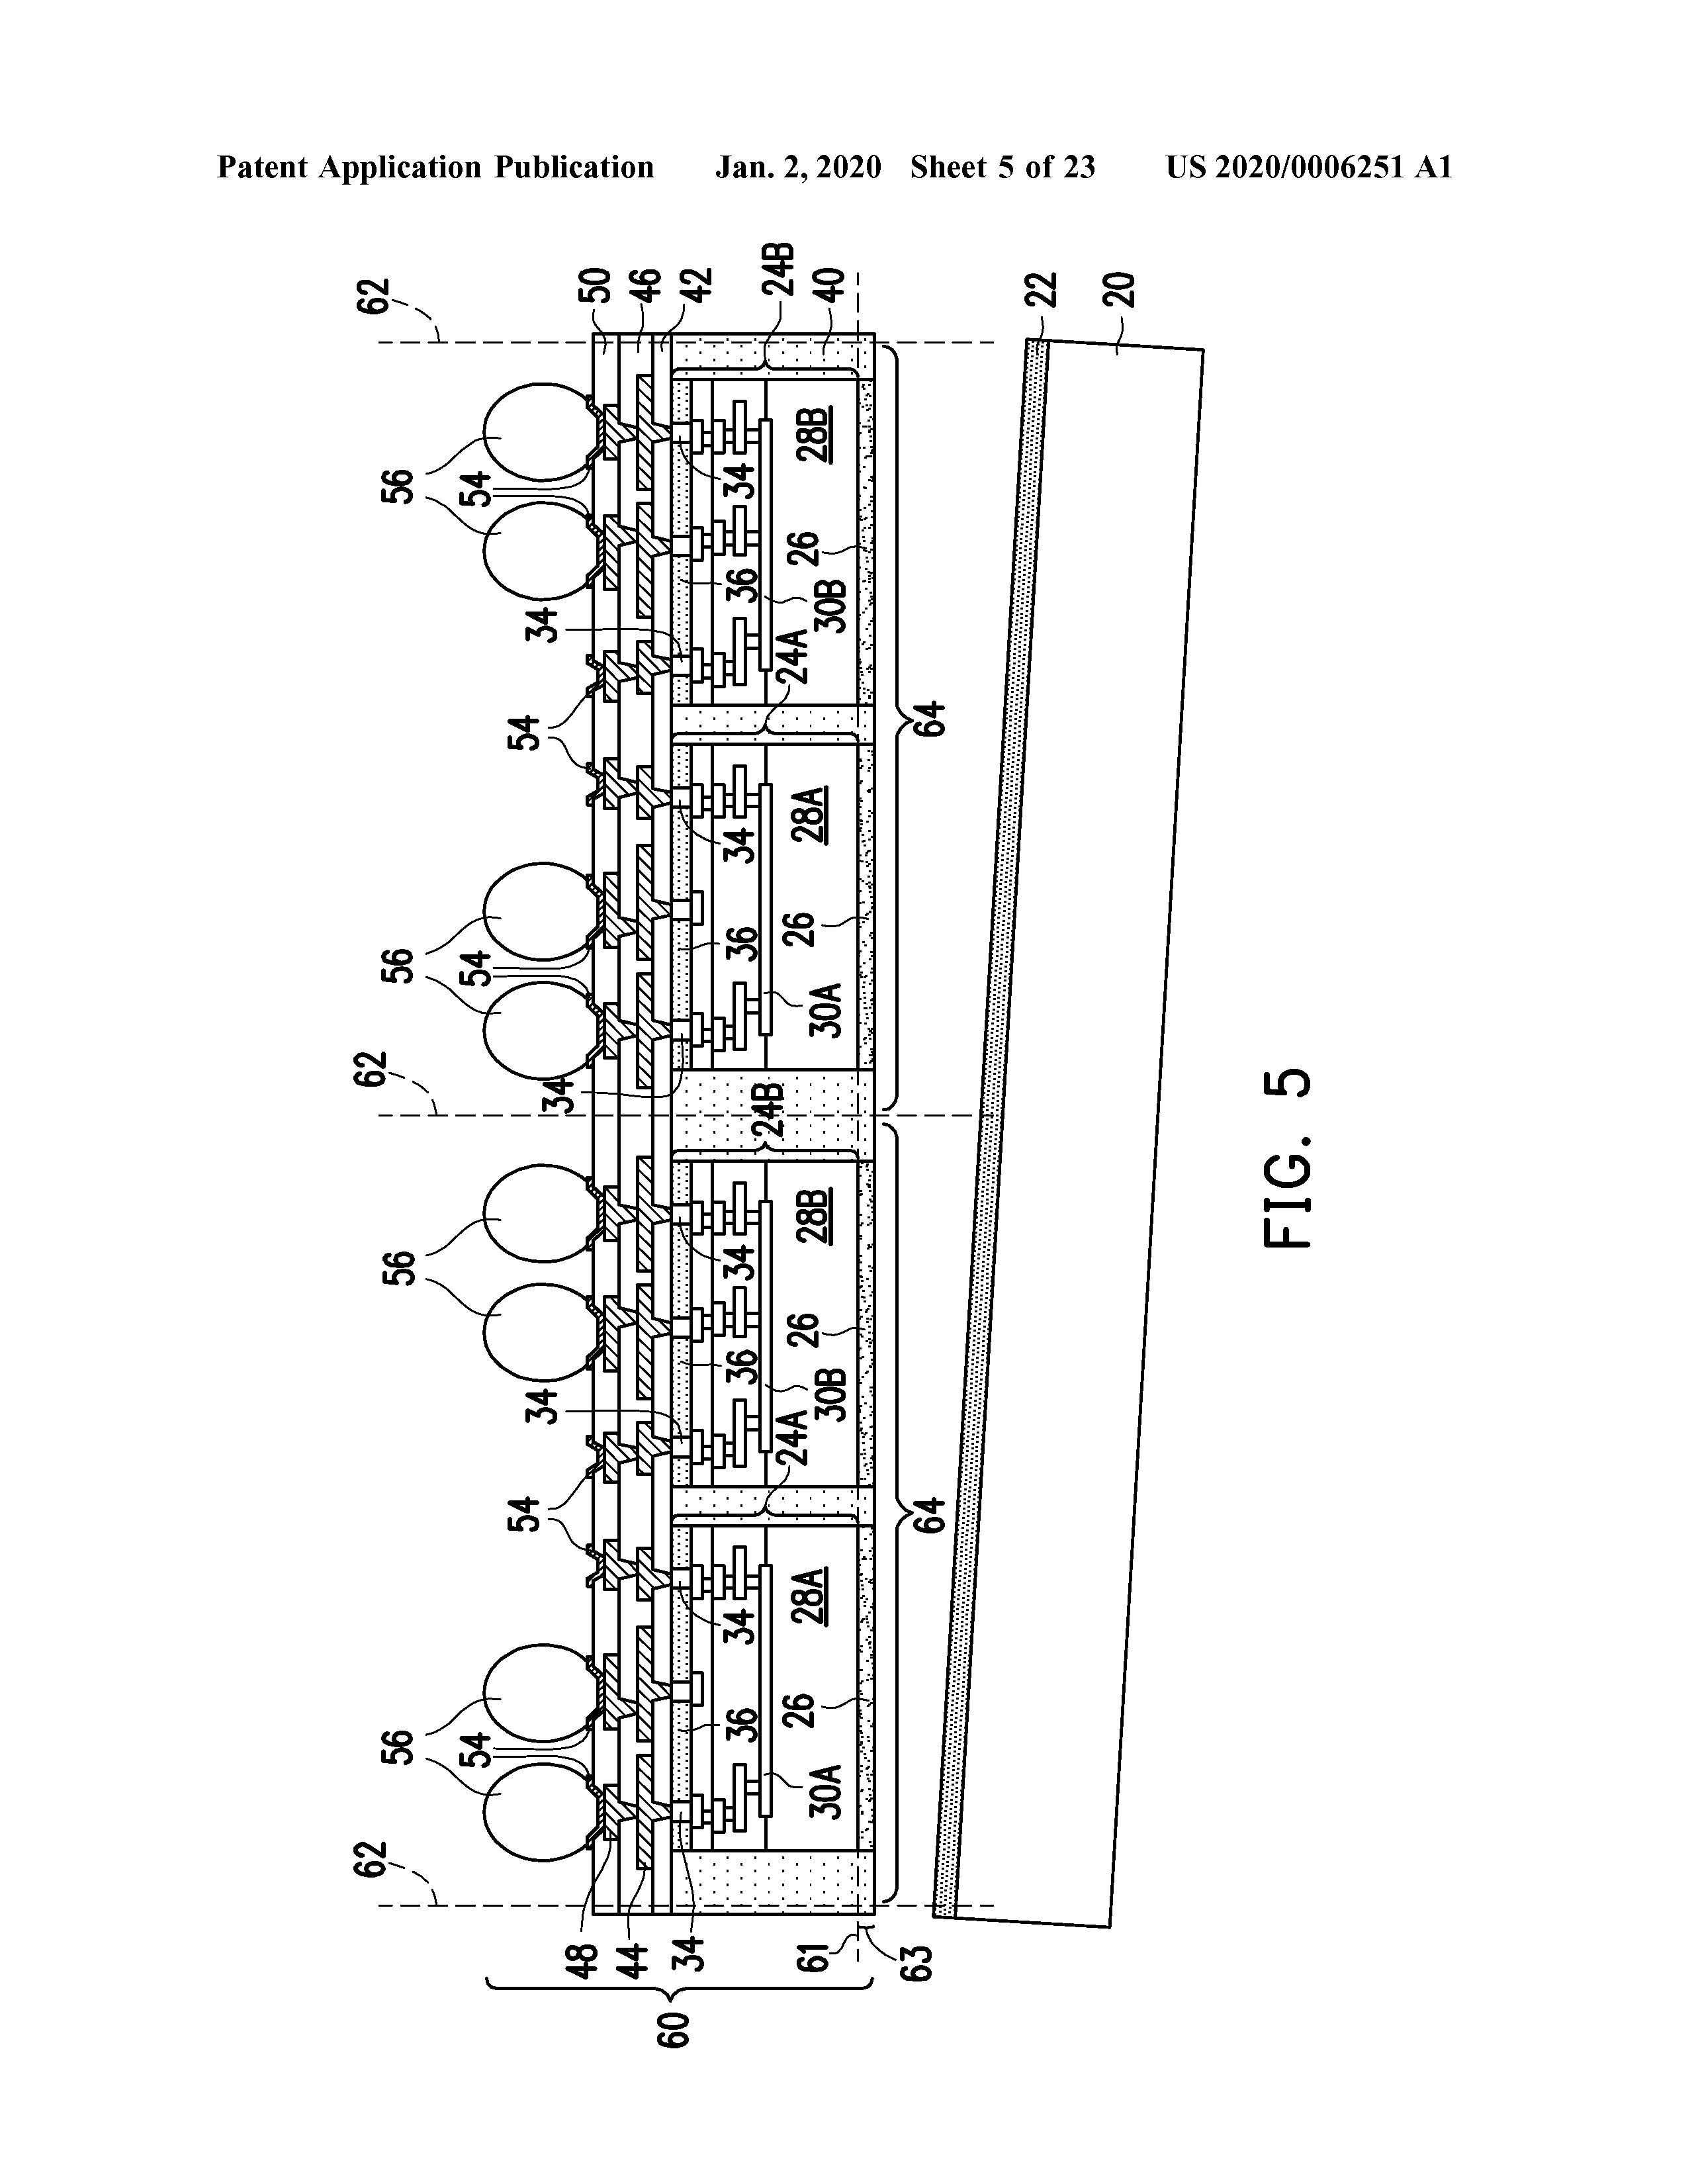 Patent Application Publication Jan. 2, 2020 Sheet 5 of 23 US 2020/0006251 A1
62 62 62
56 56 56 56
54 54 54 54
54 34 54 34 34
48 50
44 46
34 42
36 34 36 34 36 34 36 34
24A 24B 24A 24B
30A 26 28A 30B 26 28B 30A 26 28A 30B 26 28B
40
61
63
64 64
60
22
20
FIG. 5